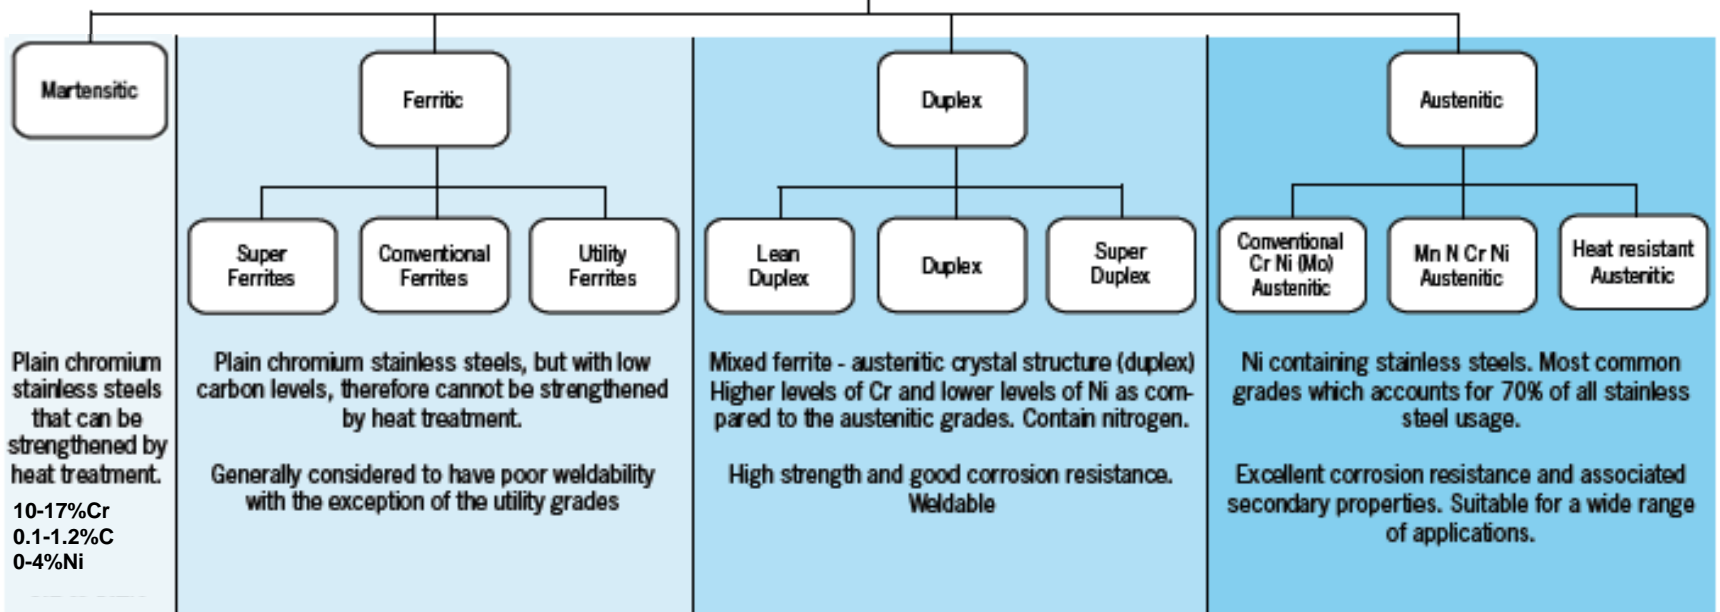 Martensitic
Ferritic
Duplex
Austenitic
Super
Ferrites
Conventional
Ferrites
Utility
Ferrites
Lean
Duplex
Duplex
Super
Duplex
Conventional
Cr Ni (Mo)
Austenitic
Mn N Cr Ni
Austenitic
Heat resistant
Austenitic
Plain chromium
stainless steels
that can be
strengthened by
heat treatment.
10-17%Cr
0.1-1.2%C
0-4%Ni
Plain chromium stainless steels, but with low
carbon levels, therefore cannot be strengthened
by heat treatment.
Generally considered to have poor weldability
with the exception of the utility grades
Mixed ferrite - austenitic crystal structure (duplex)
Higher levels of Cr and lower levels of Ni as com-
pared to the austenitic grades. Contain nitrogen.
High strength and good corrosion resistance.
Weldable
Ni containing stainless steels. Most common
grades which accounts for 70% of all stainless
steel usage.
Excellent corrosion resistance and associated
secondary properties. Suitable for a wide range
of applications.